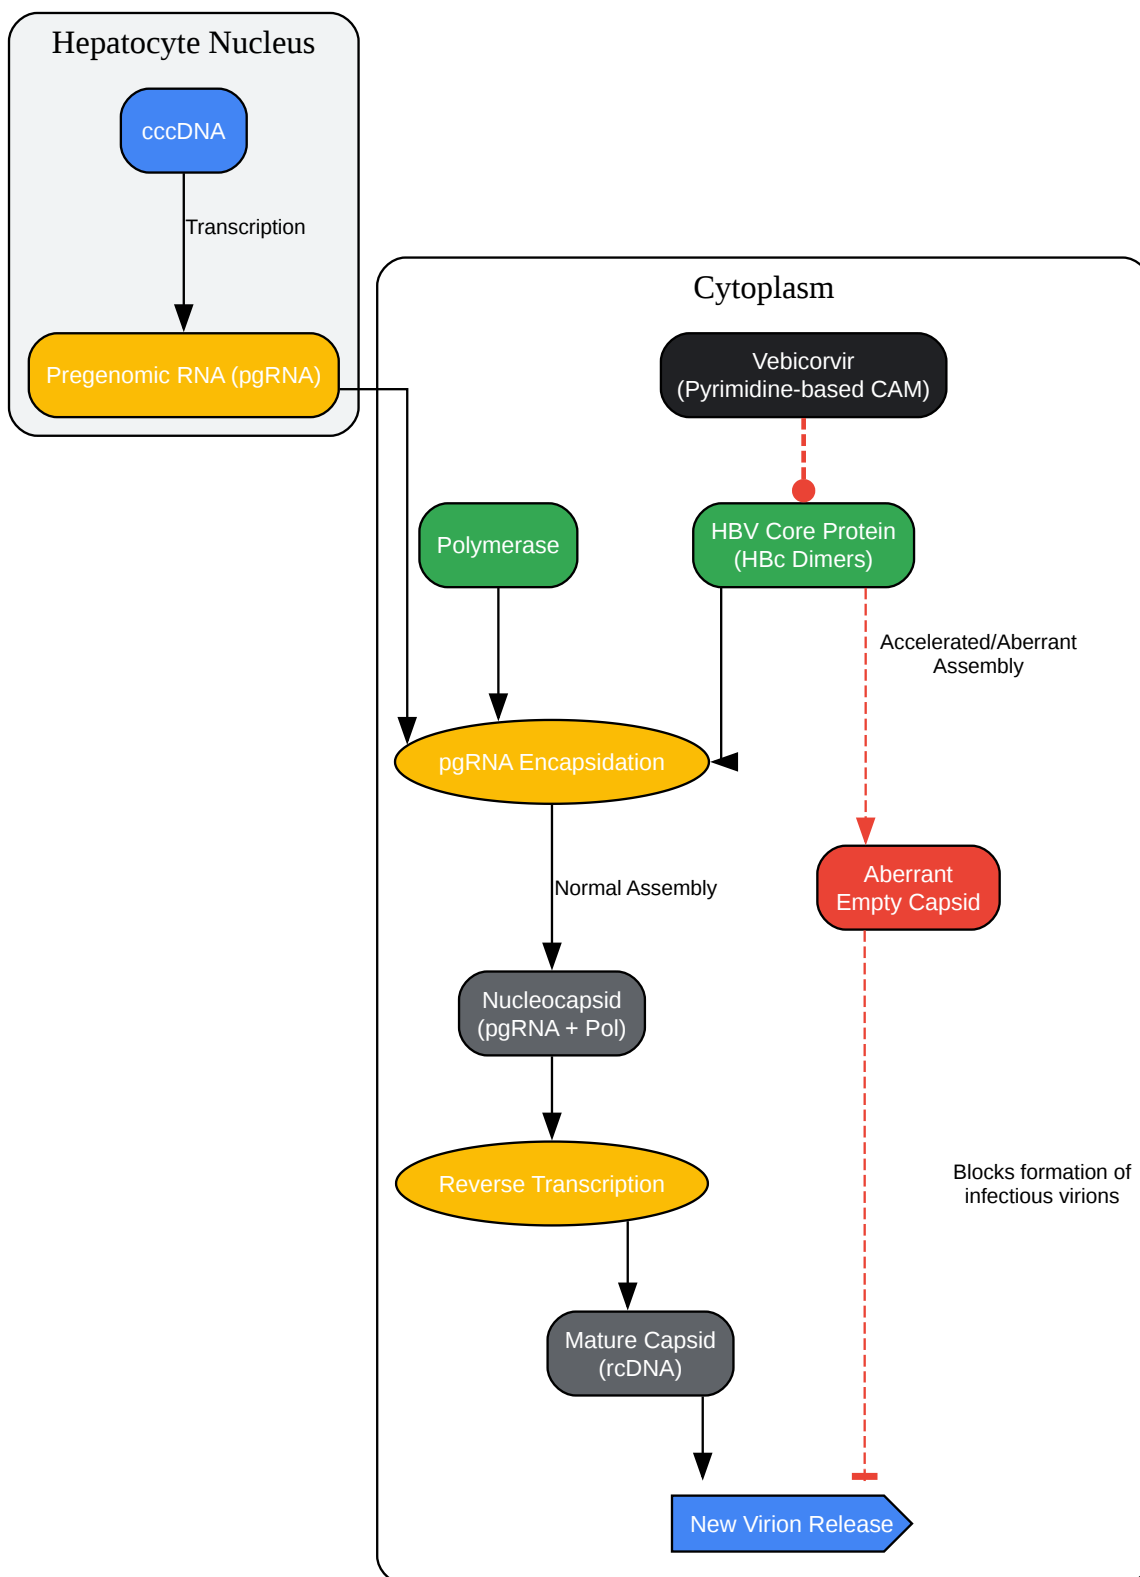 Hepatocyte Nucleus
cccDNA
Transcription
Pregenomic RNA (pgRNA)
Cytoplasm
Vebicorvir
(Pyrimidine-based CAM)
Polymerase
HBV Core Protein
(HBc Dimers)
Accelerated/Aberrant
Assembly
pgRNA Encapsidation
Normal Assembly
Aberrant
Empty Capsid
Nucleocapsid
(pgRNA + Pol)
Reverse Transcription
Blocks formation of
infectious virions
Mature Capsid
(rcDNA)
New Virion Release